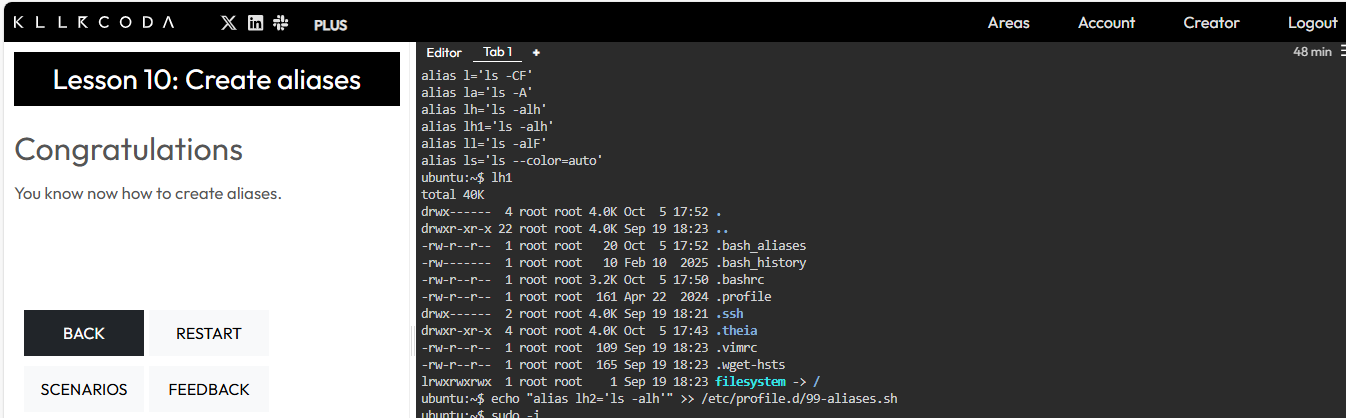 KLLRCODA PLUS Areas Account Creator Logout
Editor Tab 1 + 48 min
Lesson 10: Create aliases
Congratulations
You know now how to create aliases.
BACK RESTART
SCENARIOS FEEDBACK
alias l='ls -CF'
alias la='ls -A'
alias lh='ls -alh'
alias lh1='ls -alh'
alias ll='ls -alF'
alias ls='ls --color=auto'
ubuntu:~$ lh1
total 40K
drwx------  4 root root 4.0K Oct  5 17:52 .
drwxr-xr-x 22 root root 4.0K Sep 19 18:23 ..
-rw-r--r--  1 root root   20 Oct  5 17:52 .bash_aliases
-rw-------  1 root root   10 Feb 10  2025 .bash_history
-rw-r--r--  1 root root 3.2K Oct  5 17:50 .bashrc
-rw-r--r--  1 root root  161 Apr 22  2024 .profile
drwx------  2 root root 4.0K Sep 19 18:21 .ssh
drwxr-xr-x  4 root root 4.0K Oct  5 17:43 .theia
-rw-r--r--  1 root root  109 Sep 19 18:23 .vimrc
-rw-r--r--  1 root root  165 Sep 19 18:23 .wget-hsts
lrwxrwxrwx  1 root root    1 Sep 19 18:23 filesystem -> /
ubuntu:~$ echo "alias lh2='ls -alh'" >> /etc/profile.d/99-aliases.sh
ubuntu:~$ sudo -i